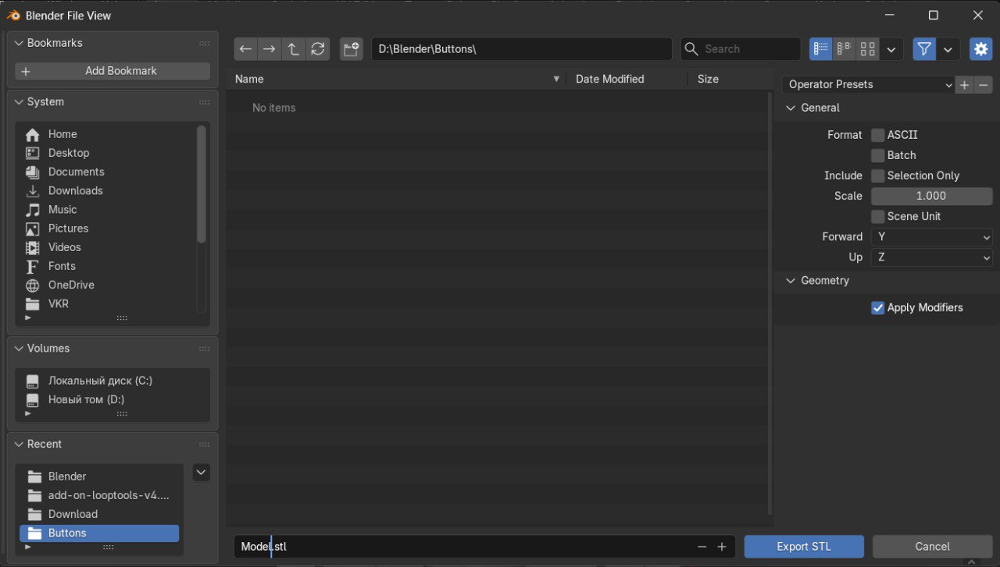 Blender File View
Bookmarks
Add Bookmark
System
Home
Desktop
Documents
Downloads
Music
Pictures
Videos
Fonts
OneDrive
VKR
Volumes
Локальный диск (C:)
Новый том (D:)
Recent
Blender
add-on-looptools-v4....
Download
Buttons
D:\Blender\Buttons\
Search
Name Date Modified Size
No items
Model.stl
Operator Presets
General
Format ASCII
Batch
Include Selection Only
Scale 1.000
Scene Unit
Forward Y
Up Z
Geometry
Apply Modifiers
Export STL Cancel